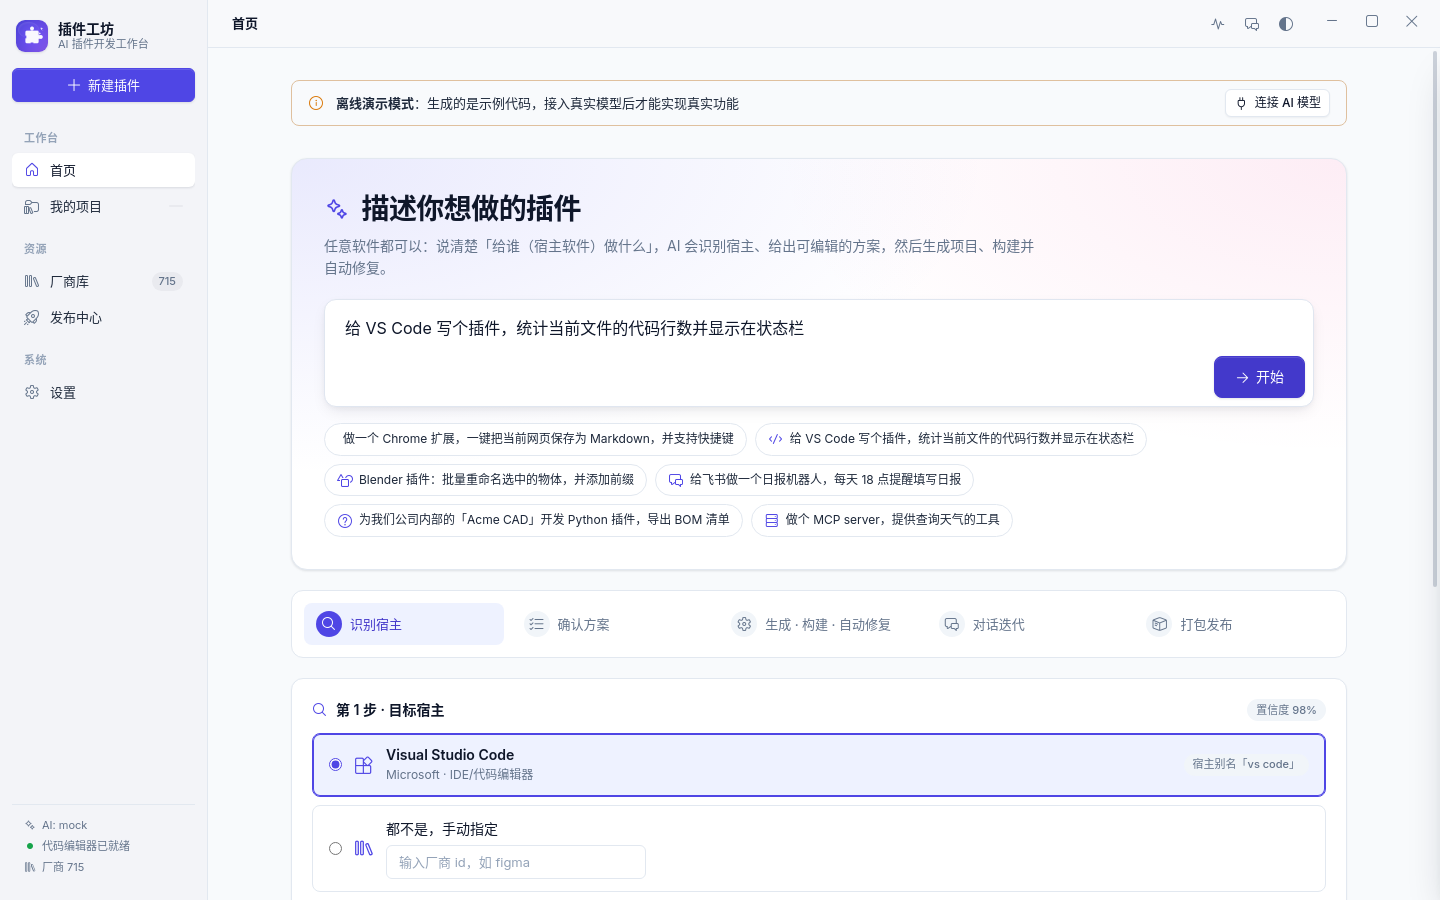 插件工坊
AI 插件开发工作台
新建插件
工作台
首页
我的项目
资源
厂商库 715
发布中心
系统
设置
AI: mock
代码编辑器已就绪
厂商 715
首页
离线演示模式：生成的是示例代码，接入真实模型后才能实现真实功能
连接 AI 模型
描述你想做的插件
任意软件都可以：说清楚「给谁（宿主软件）做什么」，AI 会识别宿主、给出可编辑的方案，然后生成项目、构建并
自动修复。
给 VS Code 写个插件，统计当前文件的代码行数并显示在状态栏
开始
做一个 Chrome 扩展，一键把当前网页保存为 Markdown，并支持快捷键
给 VS Code 写个插件，统计当前文件的代码行数并显示在状态栏
Blender 插件：批量重命名选中的物体，并添加前缀
给飞书做一个日报机器人，每天 18 点提醒填写日报
为我们公司内部的「Acme CAD」开发 Python 插件，导出 BOM 清单
做个 MCP server，提供查询天气的工具
识别宿主
确认方案
生成 · 构建 · 自动修复
对话迭代
打包发布
第 1 步 · 目标宿主
置信度 98%
Visual Studio Code
Microsoft · IDE/代码编辑器
宿主别名「vs code」
都不是，手动指定
输入厂商 id，如 figma